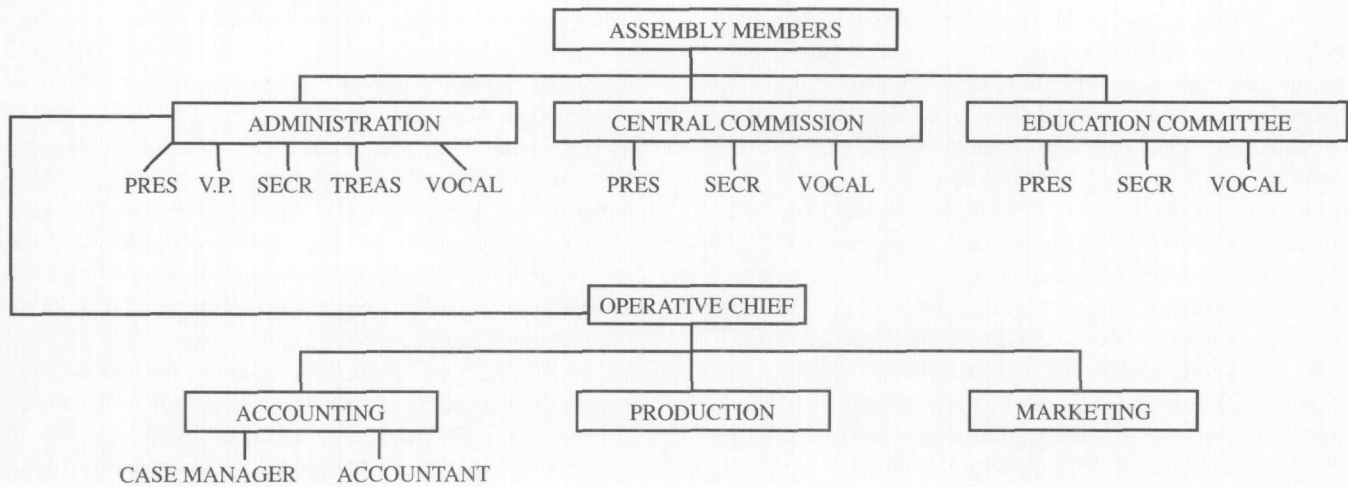 ASSEMBLY MEMBERS
ADMINISTRATION CENTRAL COMMISSION EDUCATION COMMITTEE
PRES V.P. SECR TREAS VOCAL PRES SECR VOCAL PRES SECR VOCAL
OPERATIVE CHIEF
ACCOUNTING PRODUCTION MARKETING
CASE MANAGER ACCOUNTANT